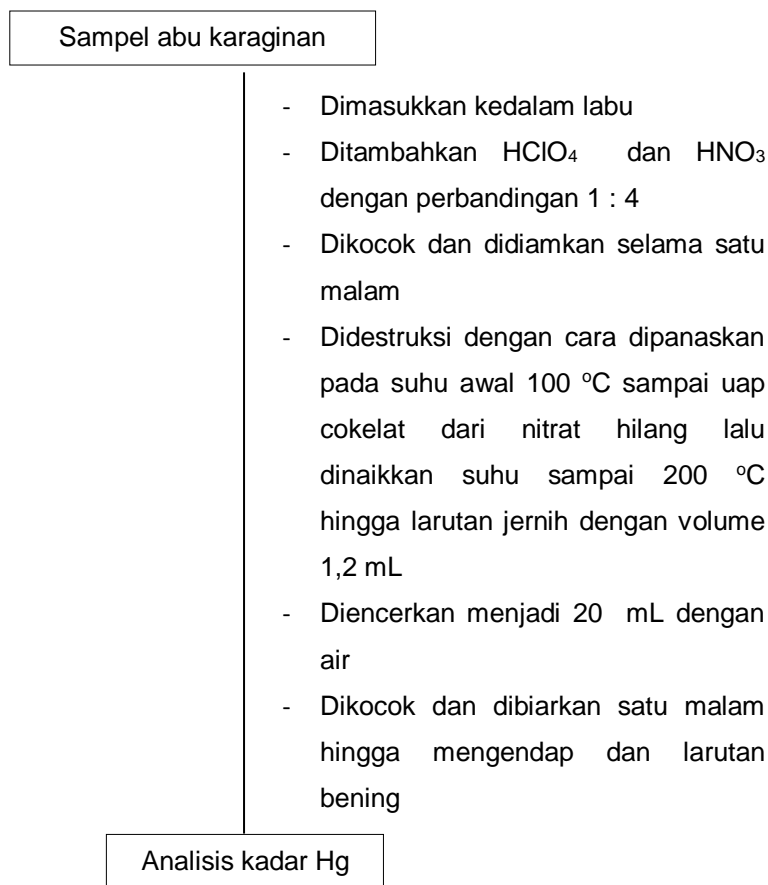 Sampel abu karaginan
- Dimasukkan kedalam labu
- Ditambahkan HClO₄ dan HNO₃
dengan perbandingan 1 : 4
- Dikocok dan didiamkan selama satu
malam
- Didestruksi dengan cara dipanaskan
pada suhu awal 100 ᵒC sampai uap
cokelat dari nitrat hilang lalu
dinaikkan suhu sampai 200 ᵒC
hingga larutan jernih dengan volume
1,2 mL
- Diencerkan menjadi 20 mL dengan
air
- Dikocok dan dibiarkan satu malam
hingga mengendap dan larutan
bening
Analisis kadar Hg